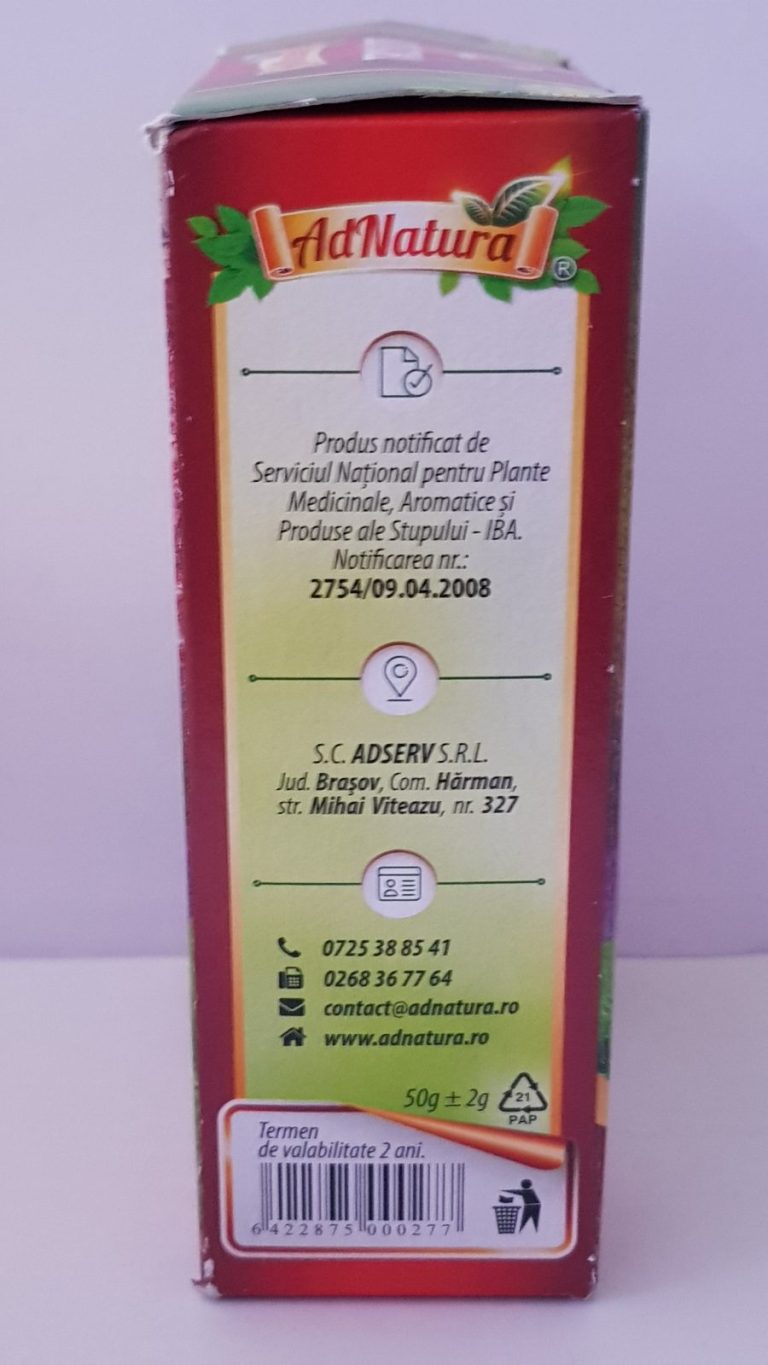 AdNatura
®
Produs notificat de
Serviciul Național pentru Plante
Medicinale, Aromatice și
Produse ale Stupului - IBA.
Notificarea nr.:
2754/09.04.2008
S.C. ADSERV S.R.L.
Jud. Brașov, Com. Hărman,
str. Mihai Viteazu, nr. 327
0725 38 85 41
0268 36 77 64
contact@adnatura.ro
www.adnatura.ro
50g ± 2g
21
PAP
Termen
de valabilitate 2 ani.
6 422875 000277